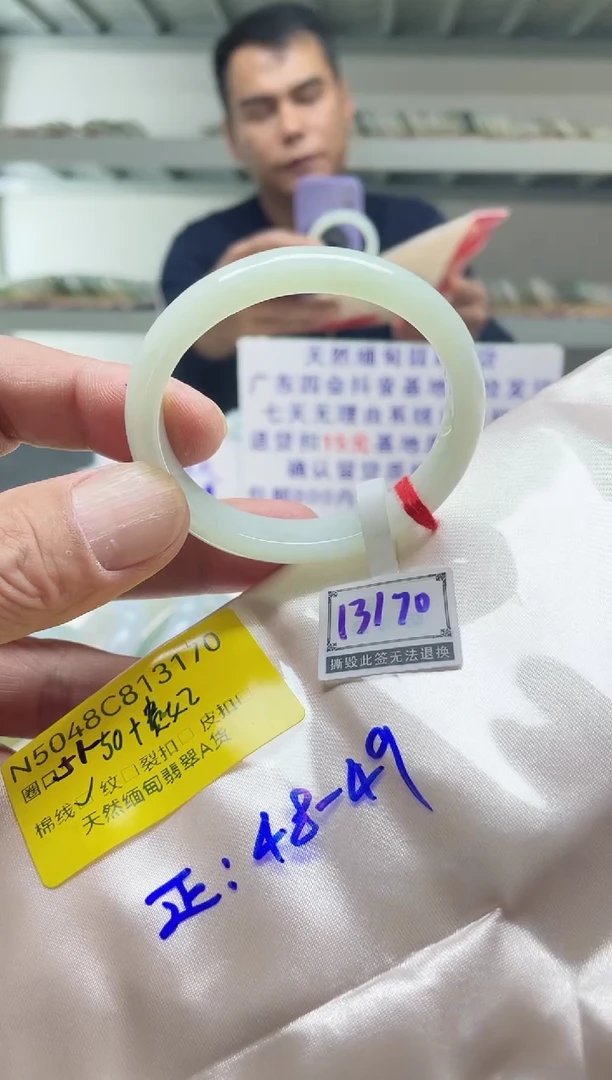 天然缅甸
广东四会抖音基地
七天无理由系统
退货扣15元基地
确认留货
13170
撕毁此签无法退换
N5048C813170
圈口51-50+
棉线✓纹□裂扣□皮扣
天然缅甸翡翠A货
正:48-49